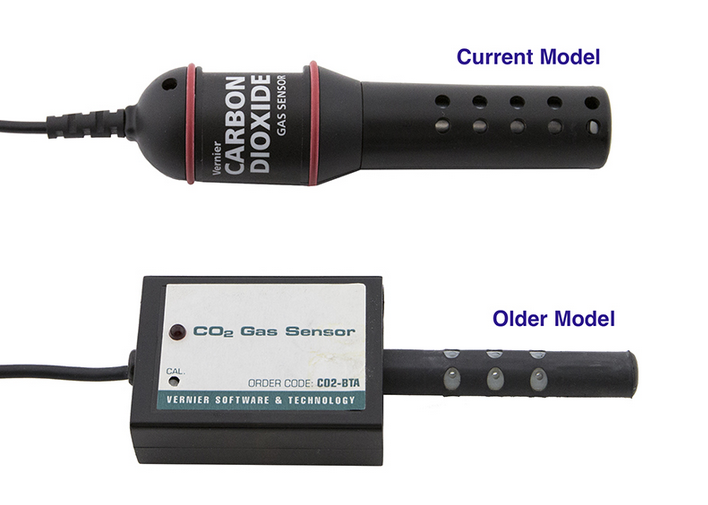 Current Model
Vernier
CARBON
DIOXIDE
GAS SENSOR
Older Model
CO₂ Gas Sensor
CAL.
ORDER CODE: CO2-BTA
VERNIER SOFTWARE & TECHNOLOGY